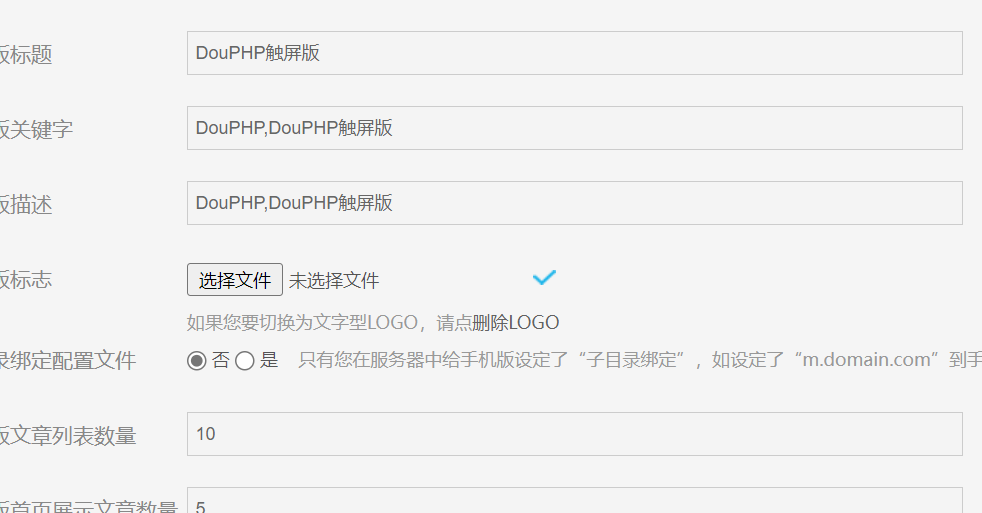 版标题
DouPHP触屏版
版关键字
DouPHP,DouPHP触屏版
版描述
DouPHP,DouPHP触屏版
版标志
选择文件 未选择文件
如果您要切换为文字型LOGO，请点删除LOGO
录绑定配置文件
否 是 只有您在服务器中给手机版设定了“子目录绑定”，如设定了“m.domain.com”到手
版文章列表数量
10
版首页展示文章数量
5